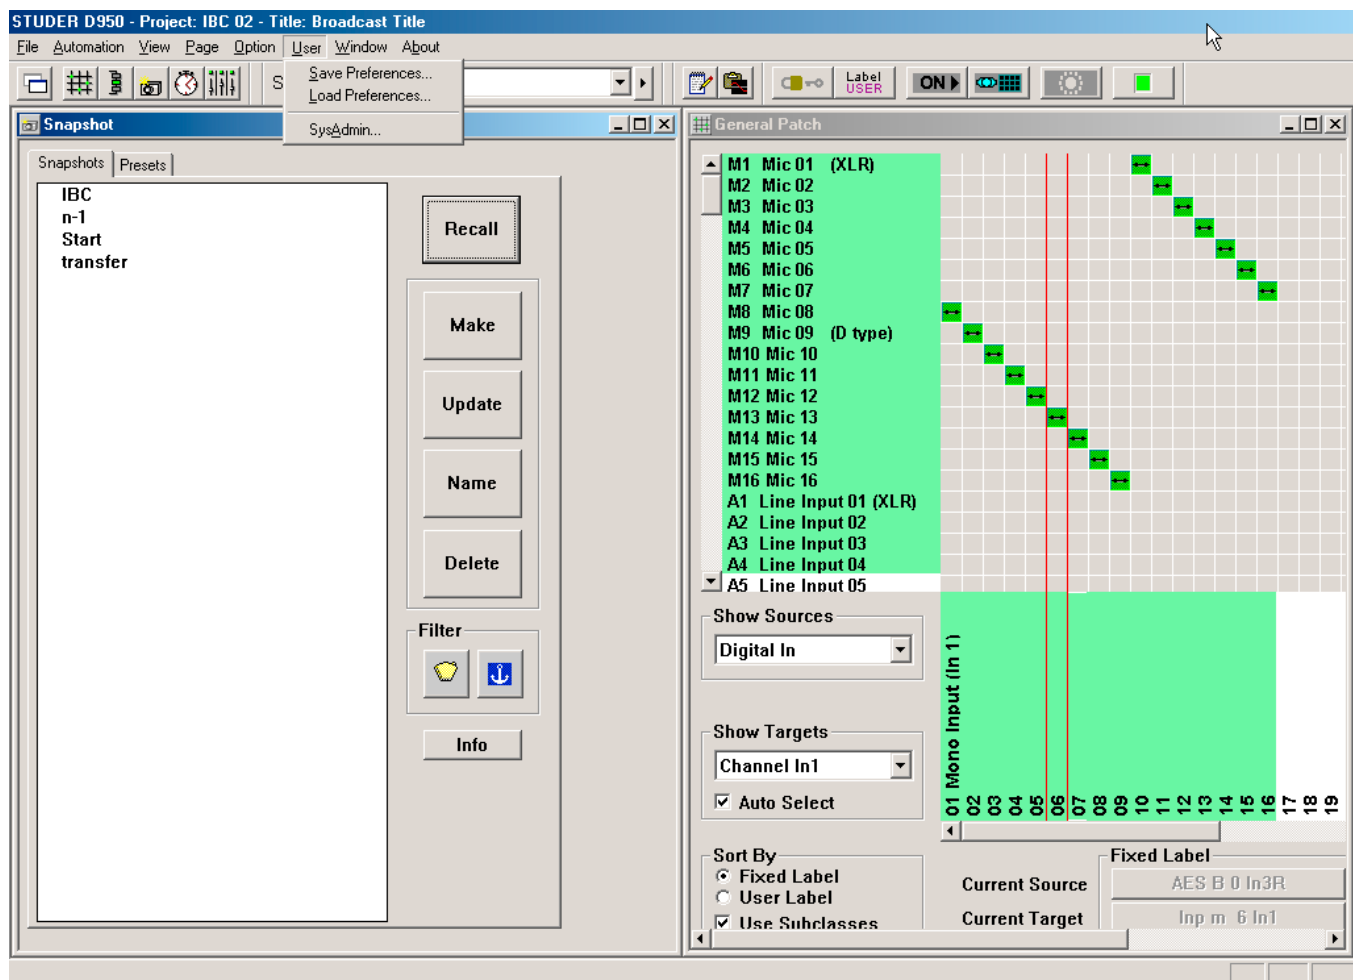 STUDER D950 - Project: IBC 02 - Title: Broadcast Title
File Automation View Page Option User Window About
S
Save Preferences...
Load Preferences...
SysAdmin...
Label
USER
ON
Snapshot
Snapshots Presets
IBC
n-1
Start
transfer
Recall
Make
Update
Name
Delete
Filter
Info
General Patch
M1 Mic 01 (XLR)
M2 Mic 02
M3 Mic 03
M4 Mic 04
M5 Mic 05
M6 Mic 06
M7 Mic 07
M8 Mic 08
M9 Mic 09 (D type)
M10 Mic 10
M11 Mic 11
M12 Mic 12
M13 Mic 13
M14 Mic 14
M15 Mic 15
M16 Mic 16
A1 Line Input 01 (XLR)
A2 Line Input 02
A3 Line Input 03
A4 Line Input 04
A5 Line Input 05
Show Sources
Digital In
Show Targets
Channel In1
Auto Select
01 Mono Input (In 1)
02
03
04
05
06
07
08
09
10
11
12
13
14
15
16
17
18
19
Sort By
Fixed Label
User Label
Use Subclasses
Fixed Label
Current Source
AES B 0 In3R
Current Target
Inp m 6 In1